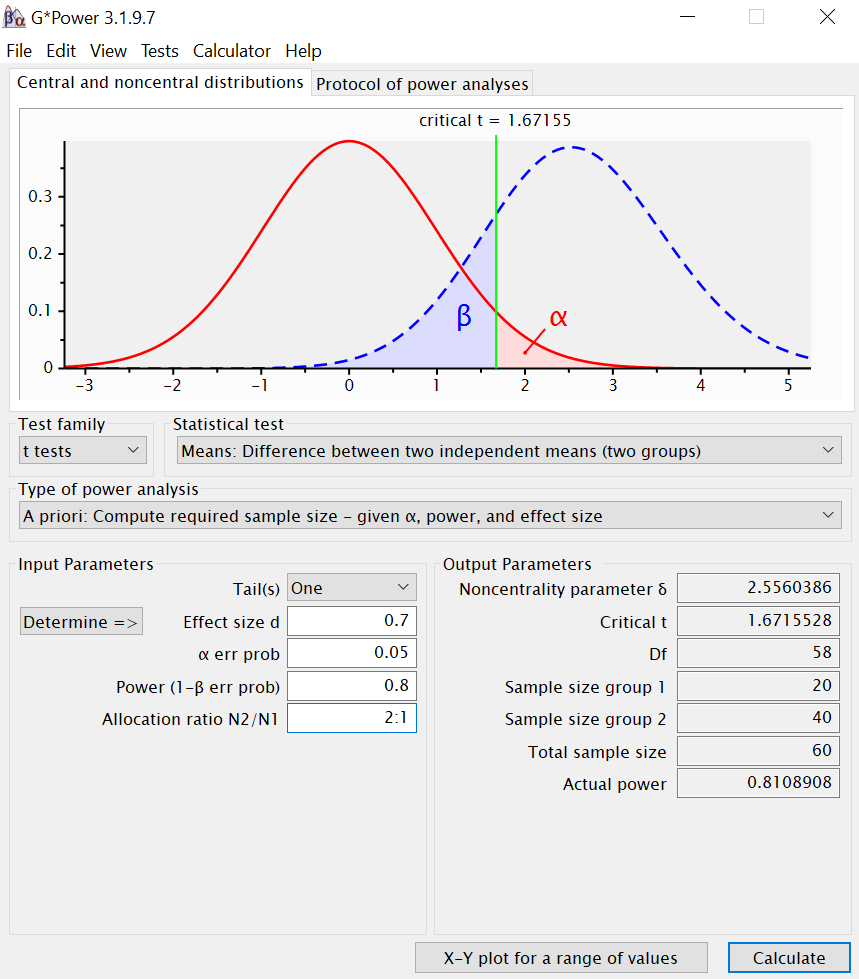 G*Power 3.1.9.7
File Edit View Tests Calculator Help
Central and noncentral distributions Protocol of power analyses
critical t = 1.67155
0.3
0.2
0.1
0
β α
-3 -2 -1 0 1 2 3 4 5
Test family Statistical test
t tests Means: Difference between two independent means (two groups)
Type of power analysis
A priori: Compute required sample size - given α, power, and effect size
Input Parameters
Tail(s) One
Determine => Effect size d 0.7
α err prob 0.05
Power (1-β err prob) 0.8
Allocation ratio N2/N1 2:1
Output Parameters
Noncentrality parameter δ 2.5560386
Critical t 1.6715528
Df 58
Sample size group 1 20
Sample size group 2 40
Total sample size 60
Actual power 0.8108908
X-Y plot for a range of values Calculate